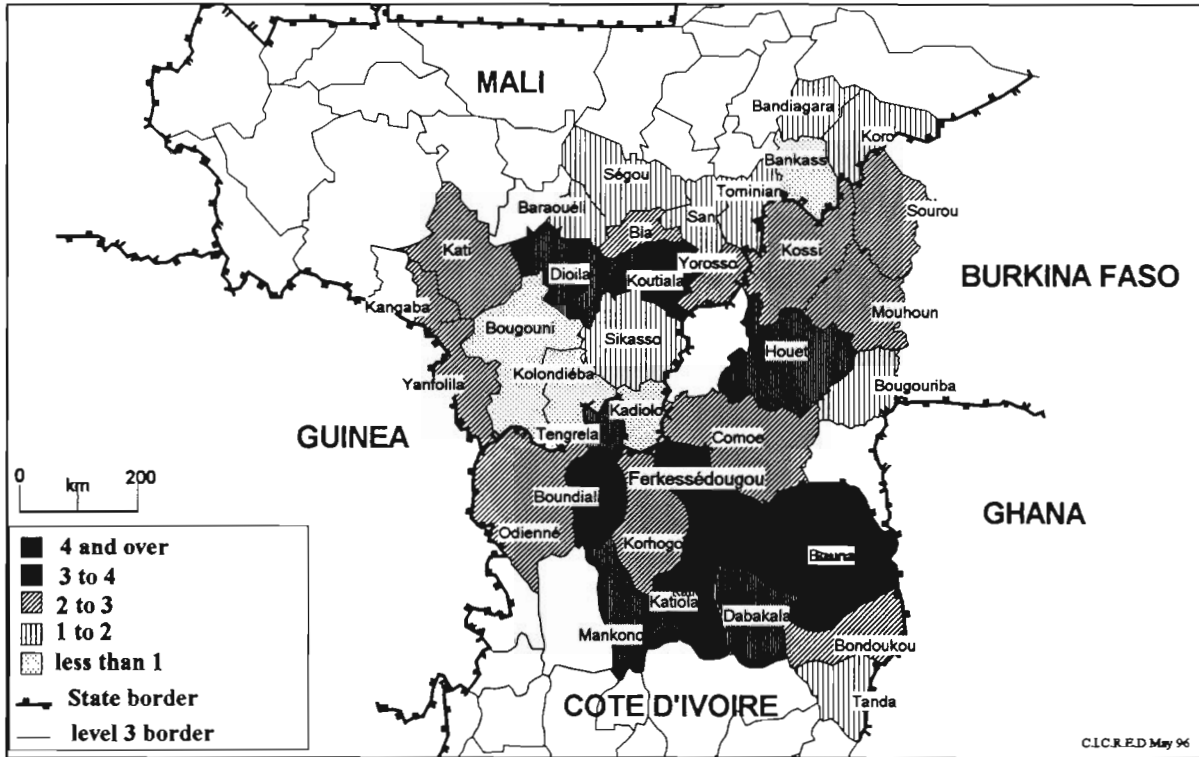 MALI
Bandiagara
Koro
Bankass
Ségou
Tominian
Baraouéli
San
Sourou
Bla
Kati
Kossi
Yorosso
Dioila
Koutiala
BURKINA FASO
Kangaba
Mouhoun
Bougouni
Sikasso
Houet
Kolondiéba
Yanfolila
Bougouriba
Kadiolo
GUINEA
Tengrela
Comoe
0 200
km
Ferkessédougou
Boundiali
GHANA
Odienné
Korhogo
4 and over
Bouna
3 to 4
2 to 3
Katiola
Dabakala
1 to 2
Mankono
Bondoukou
less than 1
State border
COTE D'IVOIRE
Tanda
level 3 border
C.I.C.R.E.D May 96